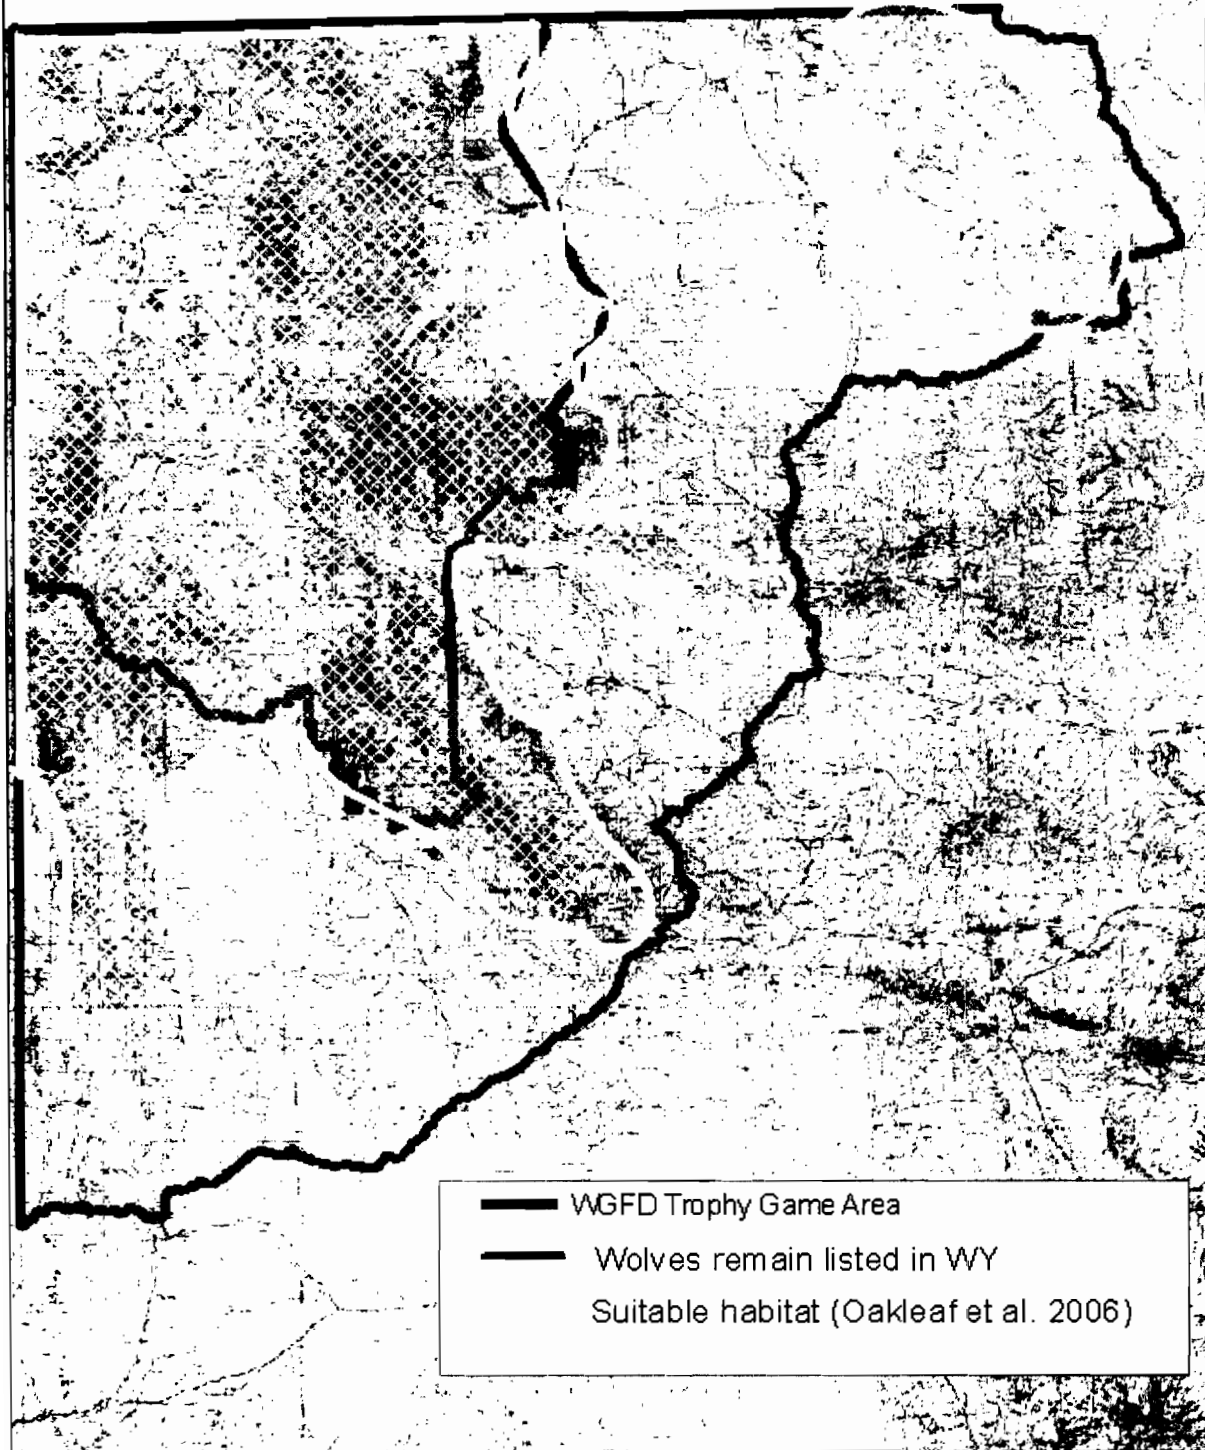 WGFD Trophy Game Area
Wolves remain listed in WY
Suitable habitat (Oakleaf et al. 2006)